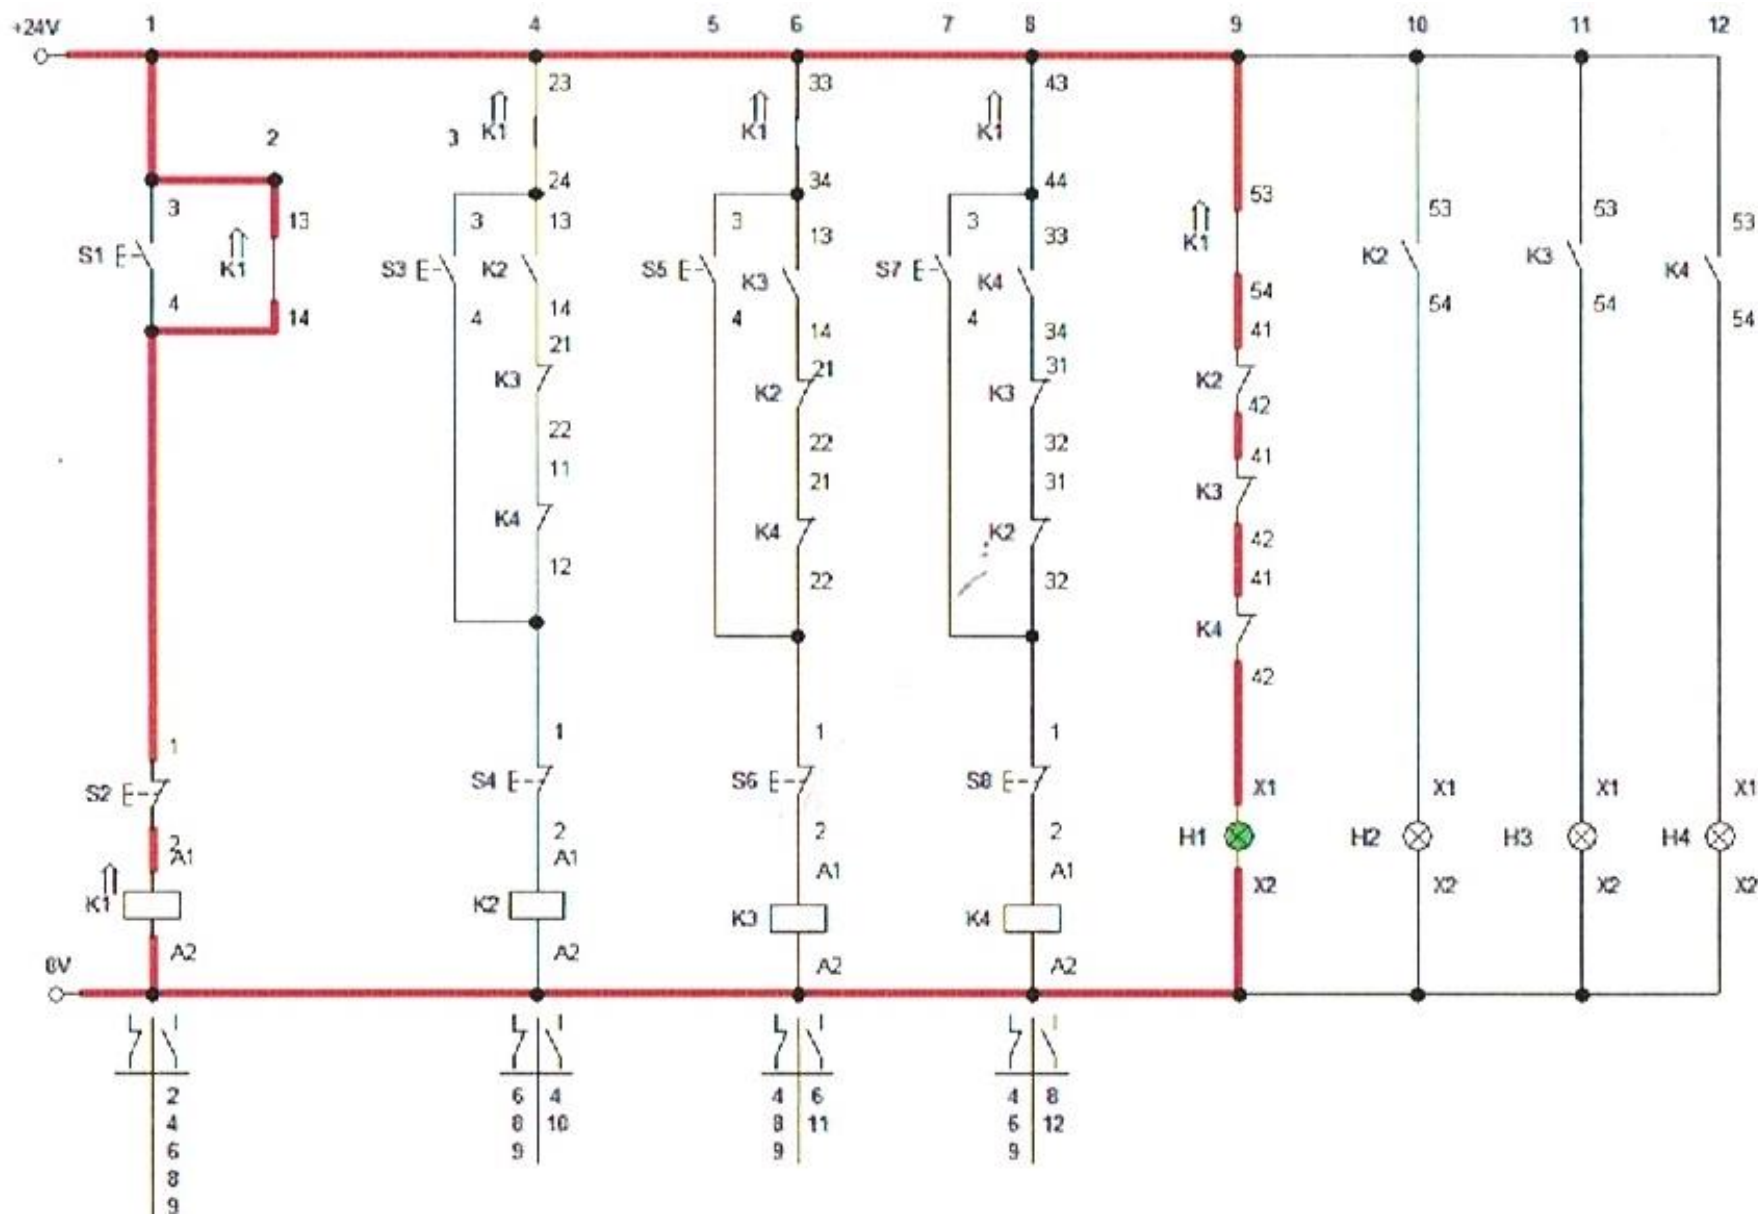 1 4 5 6 7 8 9 10 11 12
+24V
23 33 43
K1 K1 K1
2 3
24 34 44
3 13 3 13 3 13 3 33 53 53 53 53
S1 K1 S3 K2 S5 K3 S7 K4 K1 K2 K3 K4
4 14 4 14 4 14 4 34 54 54 54 54
21 21 31 41
K3 K2 K3 K2
22 22 32 42
11 21 31 41
K4 K4 K2 K3
12 22 32 42
41
K4
42
1 1 1 1
S2 S4 S6 S8
2 2 2 2
X1 X1 X1 X1
H1 H2 H3 H4
X2 X2 X2 X2
A1 A1 A1 A1
K1 K2 K3 K4
A2 A2 A2 A2
0V
2 6 4 4 6 4 8
4 8 10 8 11 6 12
6 9 9 9
8
9